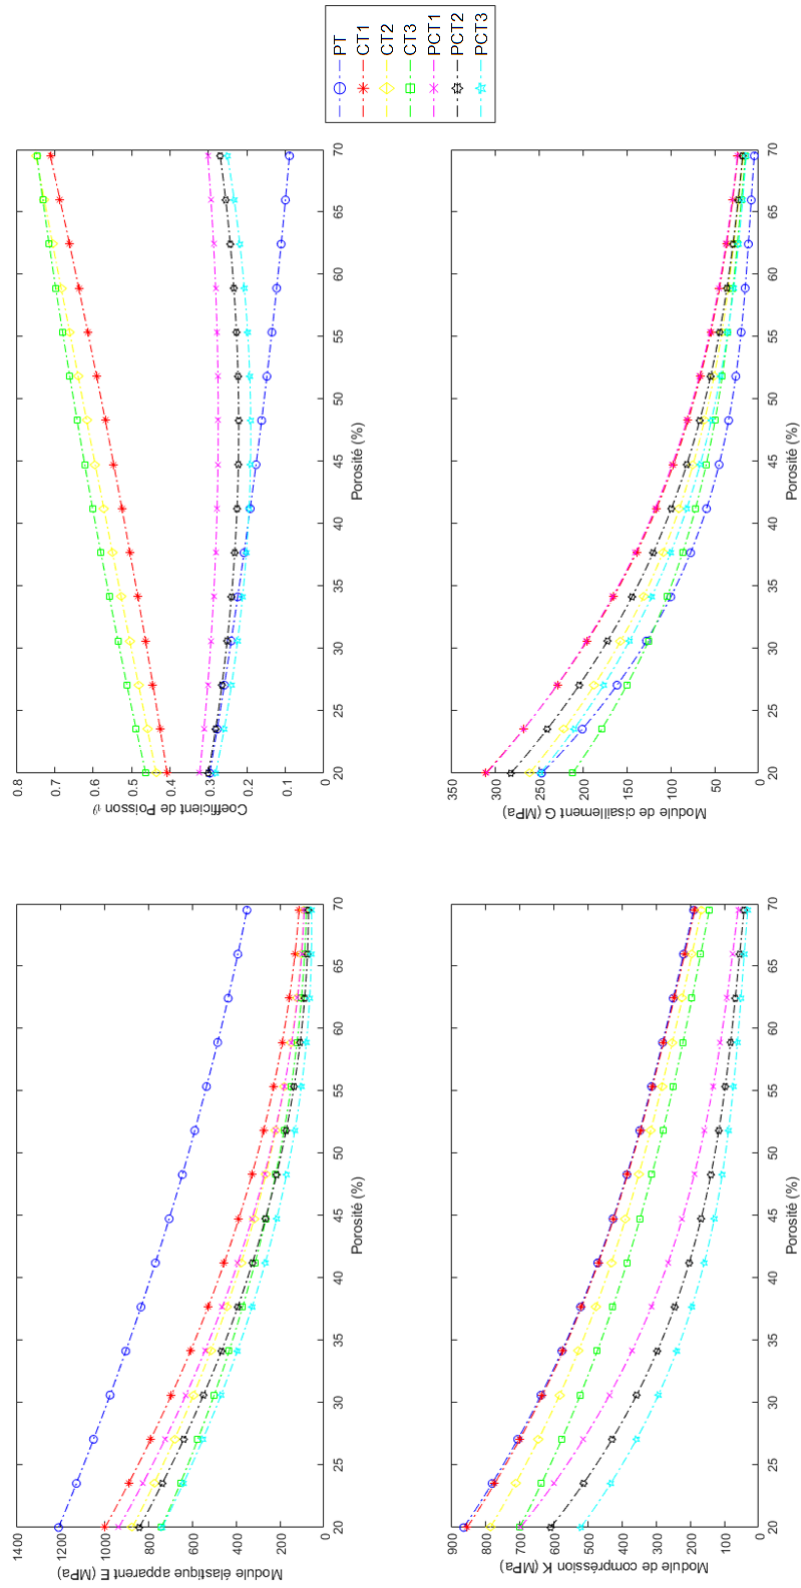 Module élastique apparent E (MPa)
1400
1200
1000
800
600
400
200
0
20 25 30 35 40 45 50 55 60 65 70
Porosité (%)
Coefficient de Poisson ϑ
0.8
0.7
0.6
0.5
0.4
0.3
0.2
0.1
0
20 25 30 35 40 45 50 55 60 65 70
Porosité (%)
Module de compréssion K (MPa)
900
800
700
600
500
400
300
200
100
0
20 25 30 35 40 45 50 55 60 65 70
Porosité (%)
Module de cisaillement G (MPa)
350
300
250
200
150
100
50
0
20 25 30 35 40 45 50 55 60 65 70
Porosité (%)
PT
CT1
CT2
CT3
PCT1
PCT2
PCT3